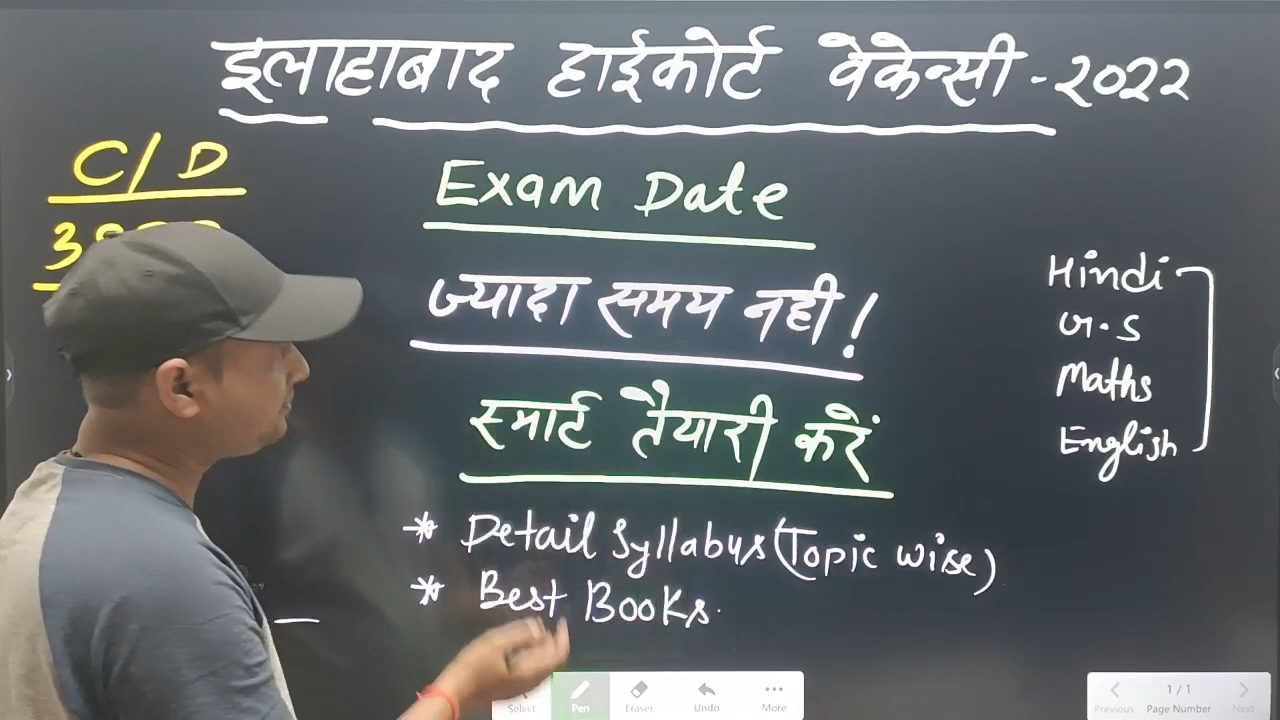 इलाहाबाद हाईकोर्ट वेकेन्सी - २०22
C/D
Exam Date
ज्यादा समय नही !
स्मार्ट तैयारी करें
* Detail Syllabus (Topic wise)
* Best Books.
Hindi
G.S
Maths
English
Select
Pen
Eraser
Undo
More
Previous
1/1
Page Number
Next